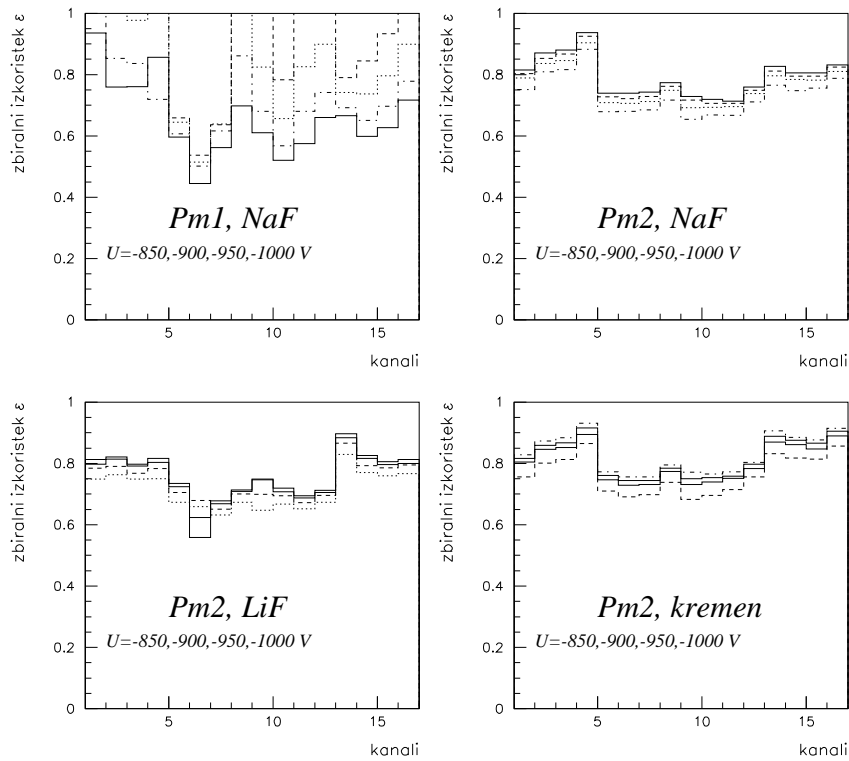 zbiralni izkoristek ε
1
0.8
0.6
0.4
0.2
0
Pm1, NaF
U=-850,-900,-950,-1000 V
5
10
15
kanali
zbiralni izkoristek ε
1
0.8
0.6
0.4
0.2
0
Pm2, NaF
U=-850,-900,-950,-1000 V
5
10
15
kanali
zbiralni izkoristek ε
1
0.8
0.6
0.4
0.2
0
Pm2, LiF
U=-850,-900,-950,-1000 V
5
10
15
kanali
zbiralni izkoristek ε
1
0.8
0.6
0.4
0.2
0
Pm2, kremen
U=-850,-900,-950,-1000 V
5
10
15
kanali